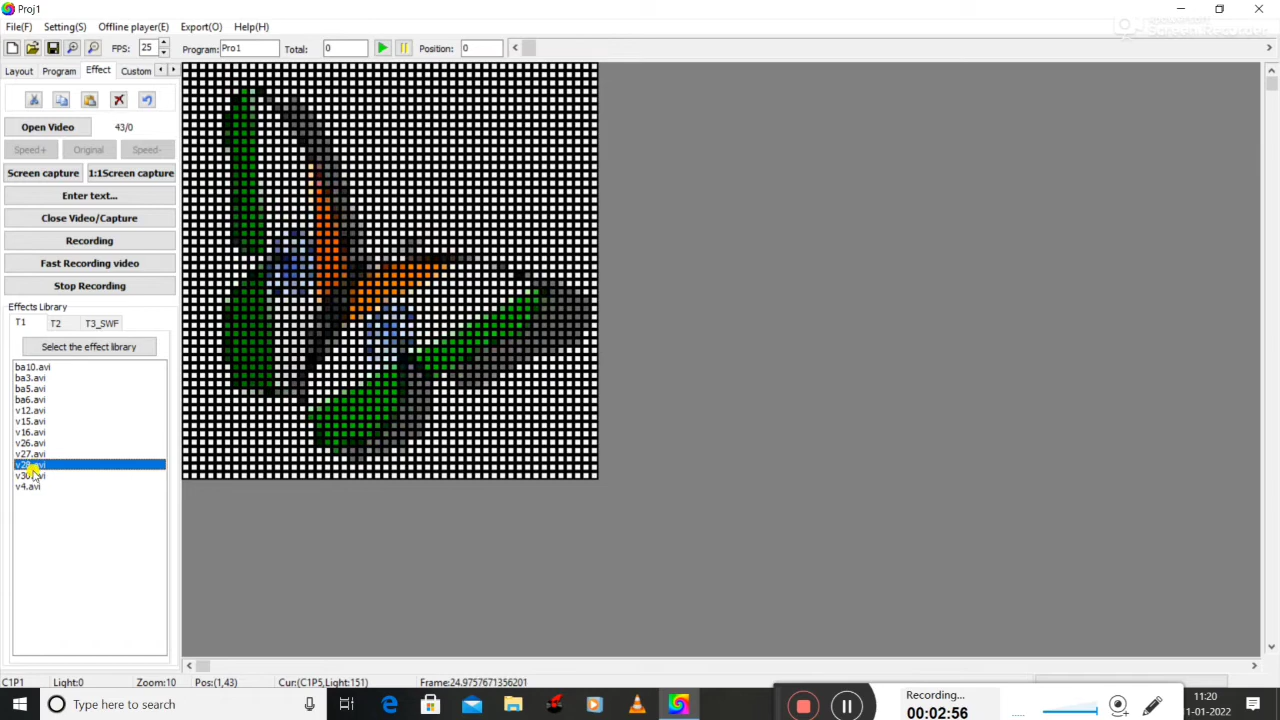 Proj1
File(F) Setting(S) Offline player(E) Export(O) Help(H)
FPS: 25 Program: Pro1 Total: 0 Position: 0
Layout Program Effect Custom
Open Video 43/0
Speed+ Original Speed-
Screen capture 1:1Screen capture
Enter text...
Close Video/Capture
Recording
Fast Recording video
Stop Recording
Effects Library
T1 T2 T3_SWF
Select the effect library
ba10.avi
ba3.avi
ba5.avi
ba6.avi
v12.avi
v15.avi
v16.avi
v26.avi
v27.avi
v4.avi
Screen Recorder
C1P1 Light:0 Zoom:10 Pos:(1,43) Cur:(C1P5,Light:151) Frame:24.9757671356201
Type here to search
Recording...
00:02:56
11:20
1-01-2022